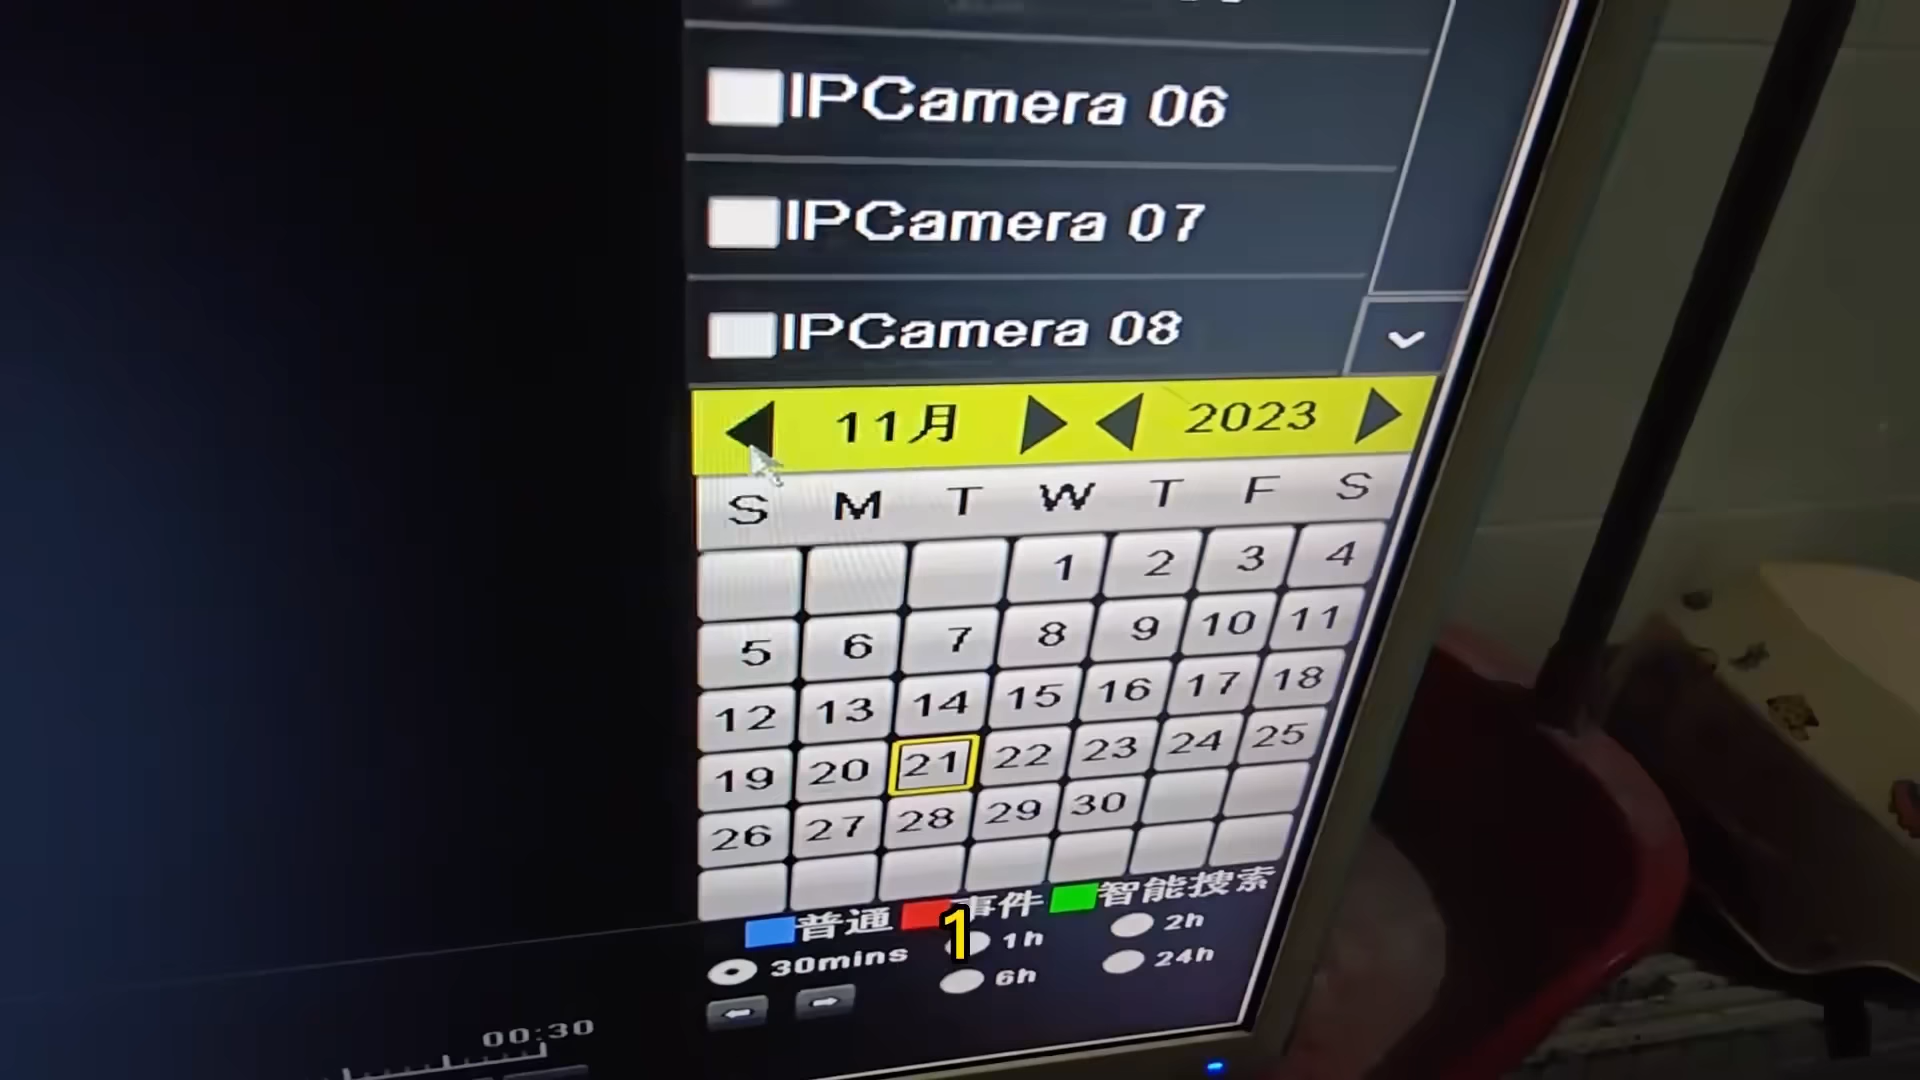 IPCamera 06
IPCamera 07
IPCamera 08
11月 2023
S M T W T F S
1 2 3 4
5 6 7 8 9 10 11
12 13 14 15 16 17 18
19 20 21 22 23 24 25
26 27 28 29 30
普通 事件 智能搜索
30mins 1h 2h
6h 24h
1
00:30